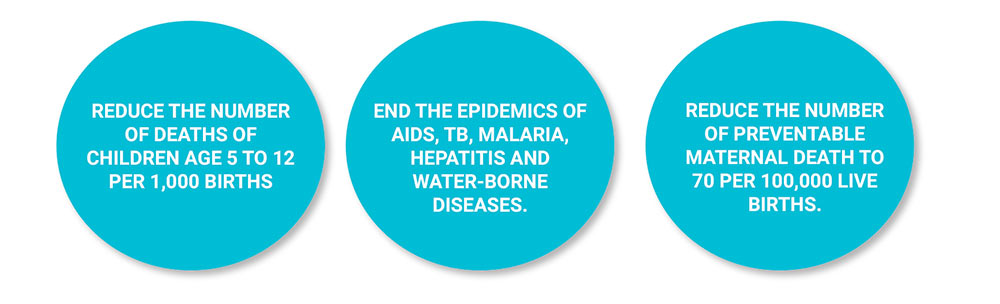 REDUCE THE NUMBER
OF DEATHS OF
CHILDREN AGE 5 TO 12
PER 1,000 BIRTHS
END THE EPIDEMICS OF
AIDS, TB, MALARIA,
HEPATITIS AND
WATER-BORNE
DISEASES.
REDUCE THE NUMBER
OF PREVENTABLE
MATERNAL DEATH TO
70 PER 100,000 LIVE
BIRTHS.